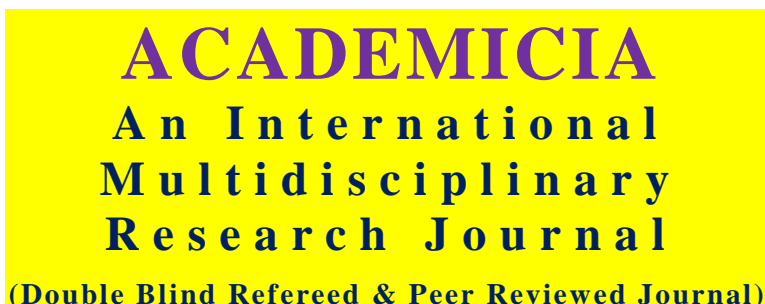 ACADEMICIA
An International
Multidisciplinary
Research Journal
(Double Blind Refereed & Peer Reviewed Journal)